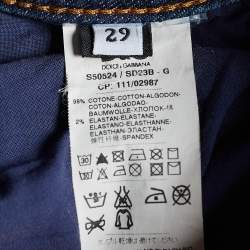 29
DOLCE & GABBANA
S50524 / SD23B - G
CP: 111/02987
98% COTONE-COTTON-ALGODON-
COTON-ALGODAO-
BAUMWOLLE-ХЛОПОК-棉
2% ELASTAN-ELASTANE-
ELASTAN-ELASTANO-ELASTHANNE-
ELASTHAN-ЭЛАСТАН-
-SPANDEX